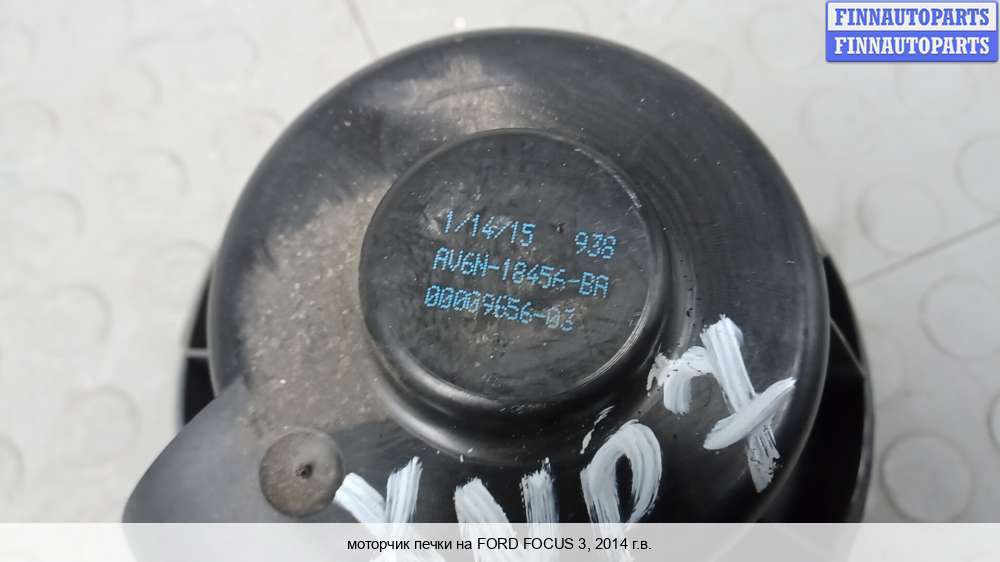 FINNAUTOPARTS
FINNAUTOPARTS
1/14/15 938
AV6N-18456-BA
00009656-03
моторчик печки на FORD FOCUS 3, 2014 г.в.